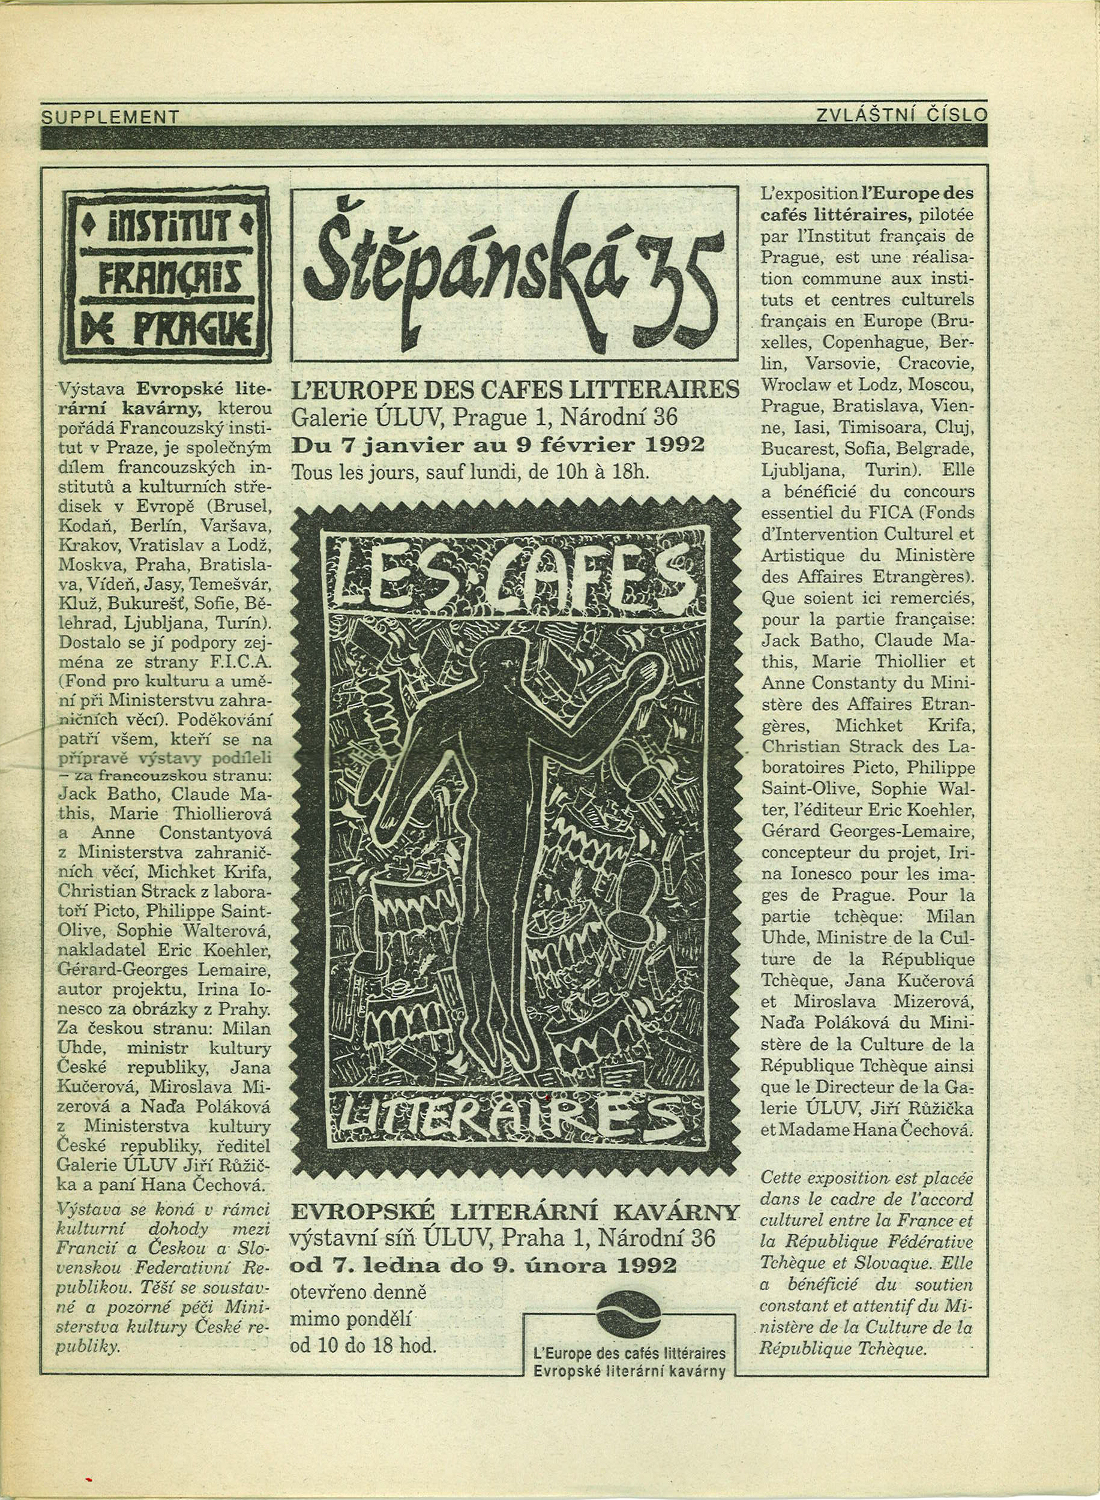 SUPPLEMENT
ZVLÁŠTNÍ ČÍSLO
INSTITUT
FRANÇAIS
DE PRAGUE
Výstava Evropské lite-
rární kavárny, kterou
pořádá Francouzský insti-
tut v Praze, je společným
dílem francouzských in-
stitutů a kulturních stře-
disek v Evropě (Brusel,
Kodaň, Berlín, Varšava,
Krakov, Vratislav a Lodž,
Moskva, Praha, Bratisla-
va, Vídeň, Jasy, Temešvár,
Kluž, Bukurešť, Sofie, Bě-
lehrad, Ljubljana, Turín).
Dostalo se jí podpory zej-
ména ze strany F.I.C.A.
(Fond pro kulturu a umě-
ní při Ministerstvu zahra-
ničních věcí). Poděkování
patří všem, kteří se na
přípravě výstavy podíleli
– za francouzskou stranu:
Jack Batho, Claude Ma-
this, Marie Thiollierová
a Anne Constantyová
z Ministerstva zahranič-
ních věcí, Michket Krifa,
Christian Strack z labora-
toří Picto, Philippe Saint-
Olive, Sophie Walterová,
nakladatel Eric Koehler,
Gérard-Georges Lemaire,
autor projektu, Irina Io-
nesco za obrázky z Prahy.
Za českou stranu: Milan
Uhde, ministr kultury
České republiky, Jana
Kučerová, Miroslava Mi-
zerová a Naďa Poláková
z Ministerstva kultury
České republiky, ředitel
Galerie ÚLUV Jiří Růžič-
ka a paní Hana Čechová.
Výstava se koná v rámci
kulturní dohody mezi
Francií a Českou a Slo-
venskou Federativní Re-
publikou. Těší se soustav-
né a pozorné péči Mini-
sterstva kultury České re-
publiky.
Štěpánská 35
L'EUROPE DES CAFES LITTERAIRES
Galerie ÚLUV, Prague 1, Národní 36
Du 7 janvier au 9 février 1992
Tous les jours, sauf lundi, de 10h à 18h.
LES·CAFES
LITTERAIRES
EVROPSKÉ LITERÁRNÍ KAVÁRNY
výstavní síň ÚLUV, Praha 1, Národní 36
od 7. ledna do 9. února 1992
otevřeno denně
mimo pondělí
od 10 do 18 hod.
L'Europe des cafés littéraires
Evropské literární kavárny
L'exposition l'Europe des
cafés littéraires, pilotée
par l'Institut français de
Prague, est une réalisa-
tion commune aux insti-
tuts et centres culturels
français en Europe (Bru-
xelles, Copenhague, Ber-
lin, Varsovie, Cracovie,
Wroclaw et Lodz, Moscou,
Prague, Bratislava, Vien-
ne, Iasi, Timisoara, Cluj,
Bucarest, Sofia, Belgrade,
Ljubljana, Turin). Elle
a bénéficié du concours
essentiel du FICA (Fonds
d'Intervention Culturel et
Artistique du Ministère
des Affaires Etrangères).
Que soient ici remerciés,
pour la partie française:
Jack Batho, Claude Ma-
this, Marie Thiollier et
Anne Constanty du Mini-
stère des Affaires Etran-
gères, Michket Krifa,
Christian Strack des La-
boratoires Picto, Philippe
Saint-Olive, Sophie Wal-
ter, l'éditeur Eric Koehler,
Gérard Georges-Lemaire,
concepteur du projet, Iri-
na Ionesco pour les ima-
ges de Prague. Pour la
partie tchèque: Milan
Uhde, Ministre de la Cul-
ture de la République
Tchèque, Jana Kučerová
et Miroslava Mizerová,
Naďa Poláková du Mini-
stère de la Culture de la
République Tchèque ainsi
que le Directeur de la Ga-
lerie ÚLUV, Jiří Růžička
et Madame Hana Čechová.
Cette exposition est placée
dans le cadre de l'accord
culturel entre la France et
la République Fédérative
Tchèque et Slovaque. Elle
a bénéficié du soutien
constant et attentif du Mi-
nistère de la Culture de la
République Tchèque.